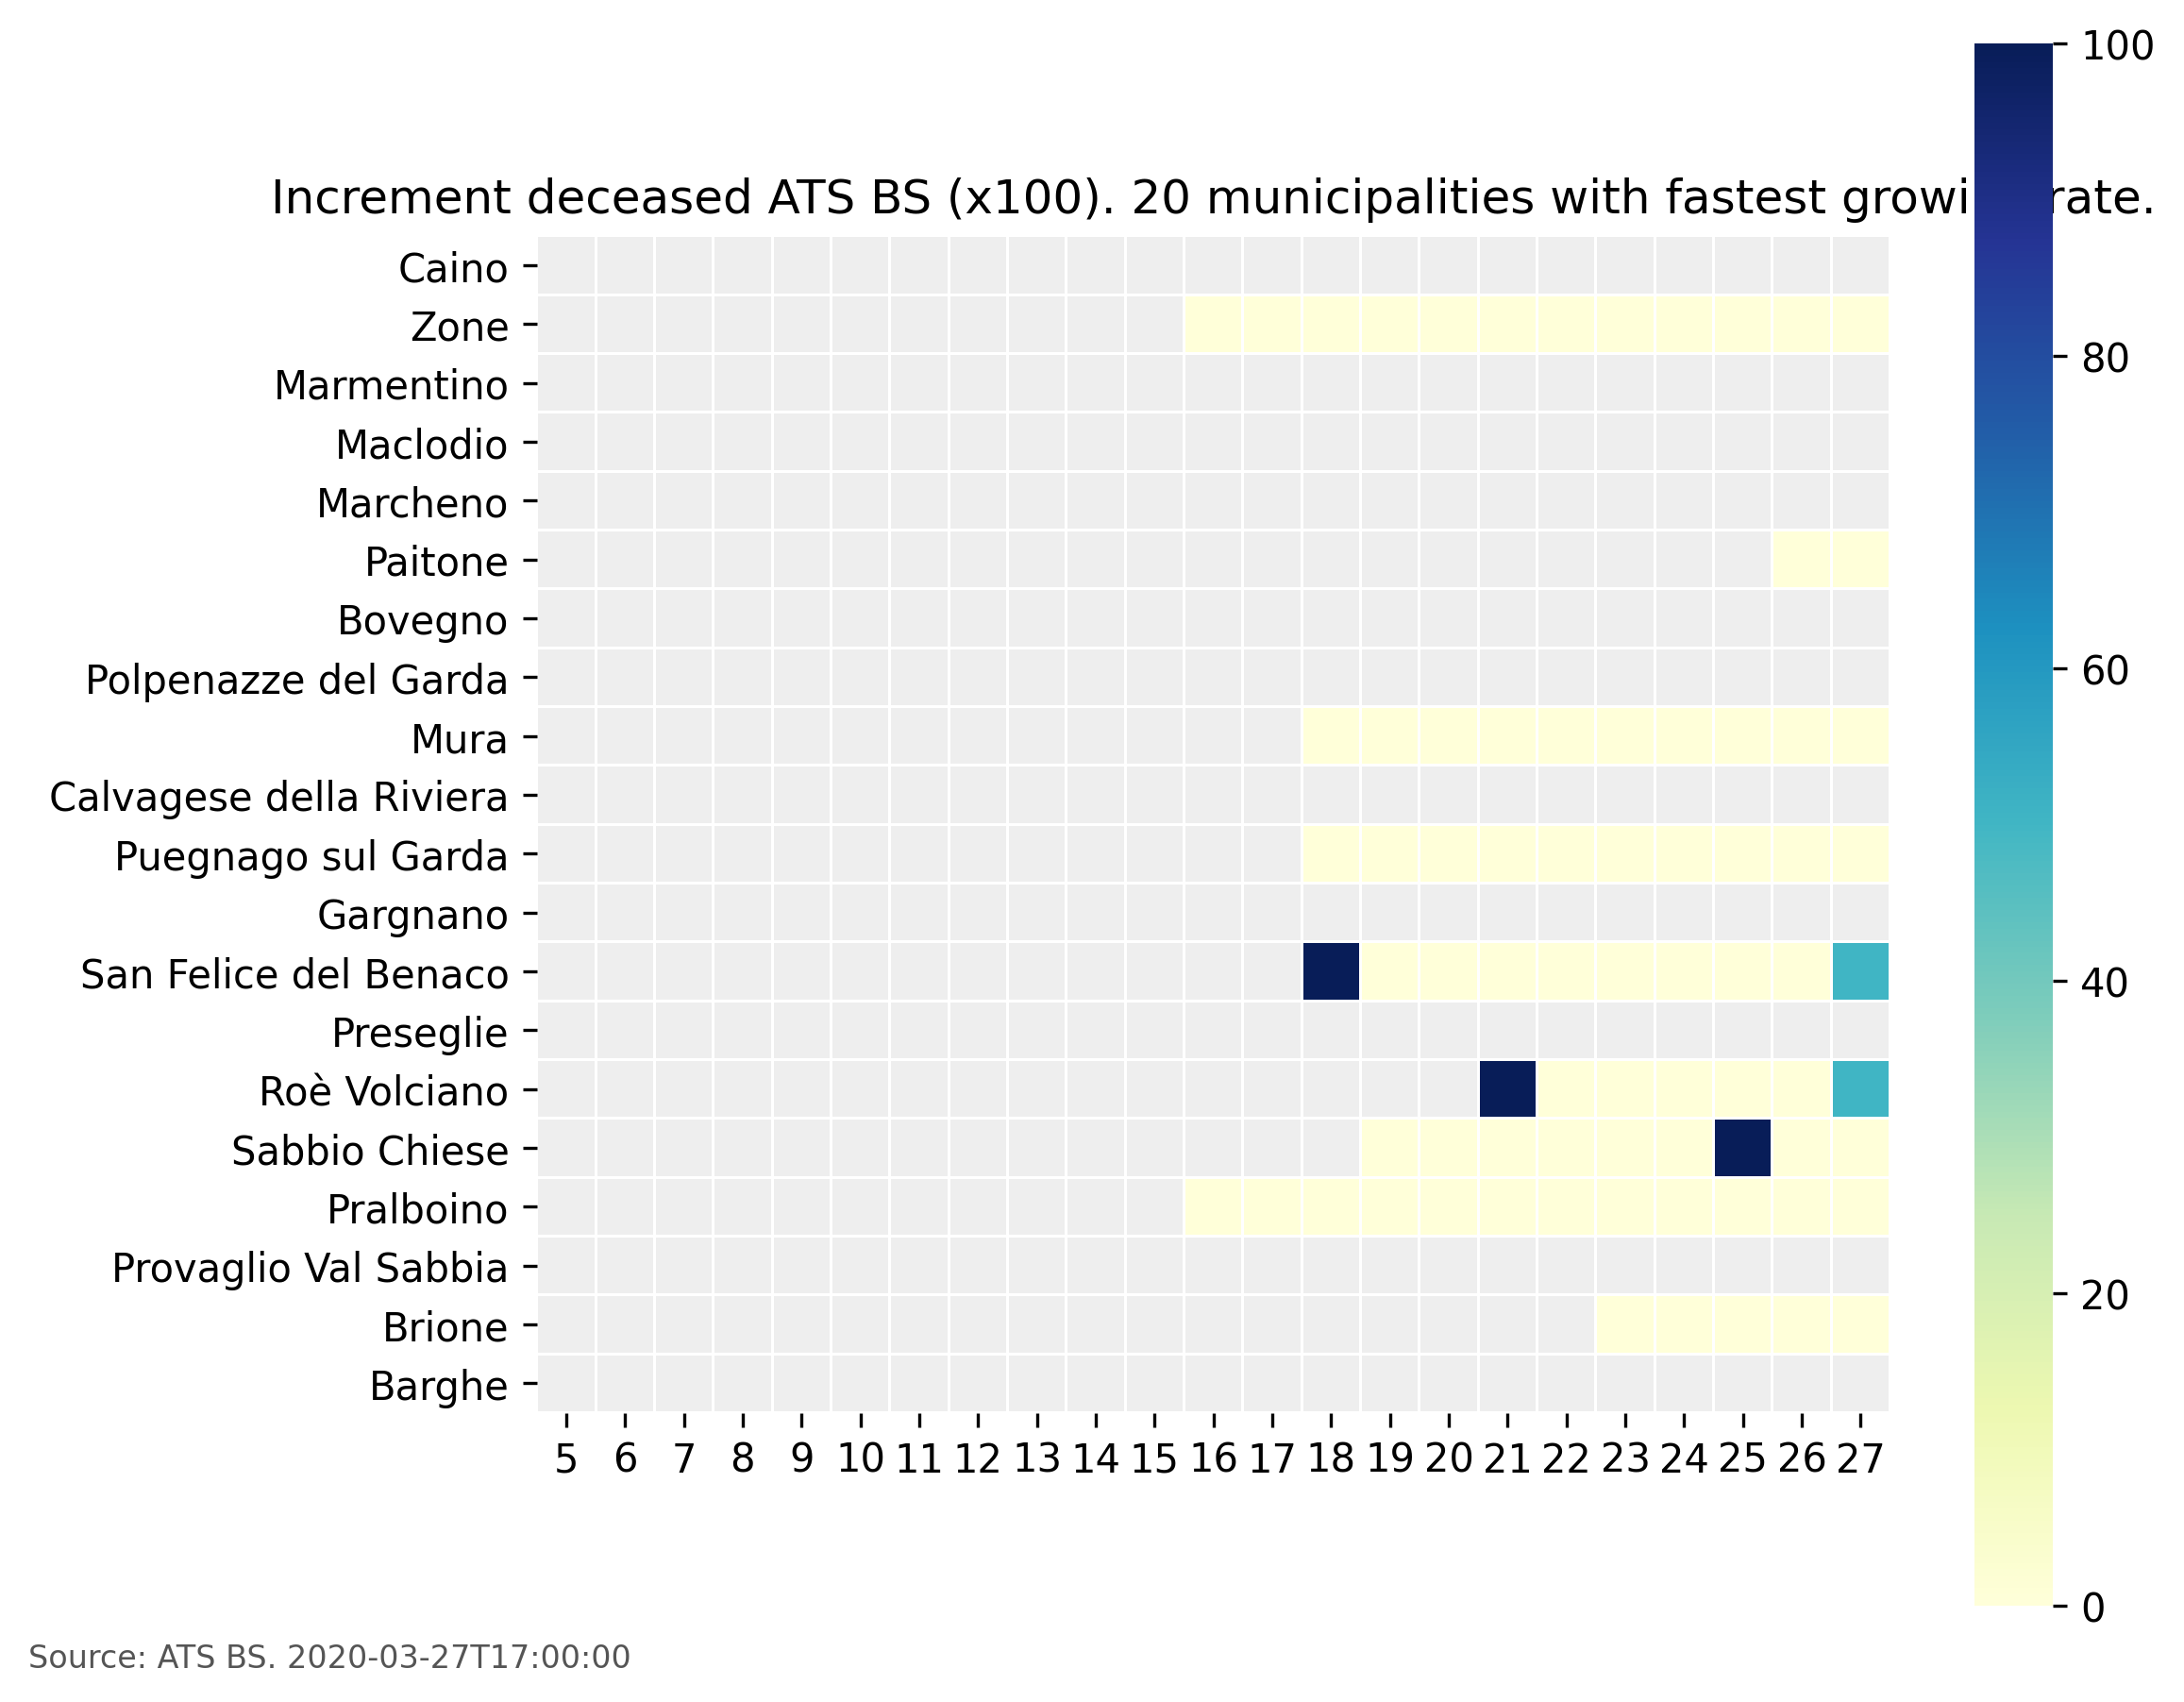 Increment deceased ATS BS (x100). 20 municipalities with fastest growi rate.
Caino
Zone
Marmentino
Maclodio
Marcheno
Paitone
Bovegno
Polpenazze del Garda
Mura
Calvagese della Riviera
Puegnago sul Garda
Gargnano
San Felice del Benaco
Preseglie
Roè Volciano
Sabbio Chiese
Pralboino
Provaglio Val Sabbia
Brione
Barghe
5 6 7 8 9 10 11 12 13 14 15 16 17 18 19 20 21 22 23 24 25 26 27
100
80
60
40
20
0
Source: ATS BS. 2020-03-27T17:00:00